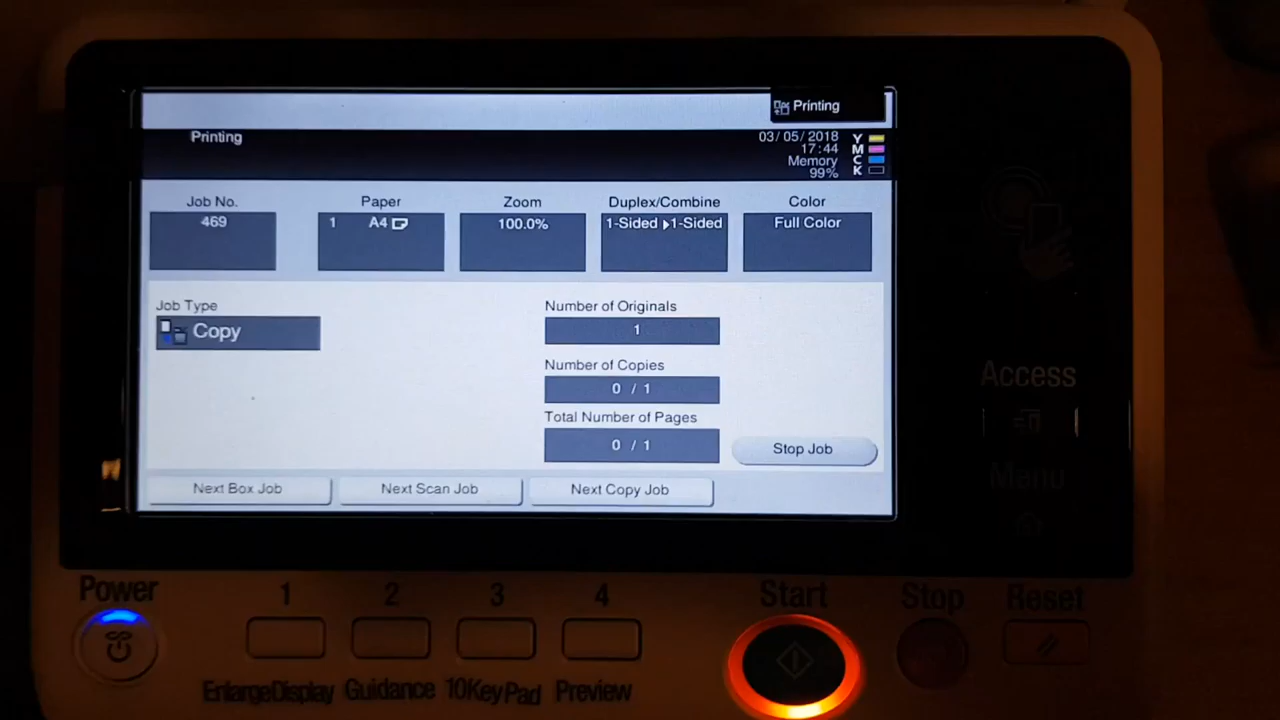 Printing
Printing
03/05/2018
17:44
Memory
99%
Y
M
C
K
Job No.
Paper
Zoom
Duplex/Combine
Color
469
1 A4
100.0%
1-Sided ▸1-Sided
Full Color
Job Type
Copy
Number of Originals
1
Number of Copies
0 / 1
Total Number of Pages
0 / 1
Stop Job
Next Box Job
Next Scan Job
Next Copy Job
Access
Menu
Power
1
2
3
4
Start
Stop
Reset
EnlargeDisplay
Guidance
10KeyPad
Preview